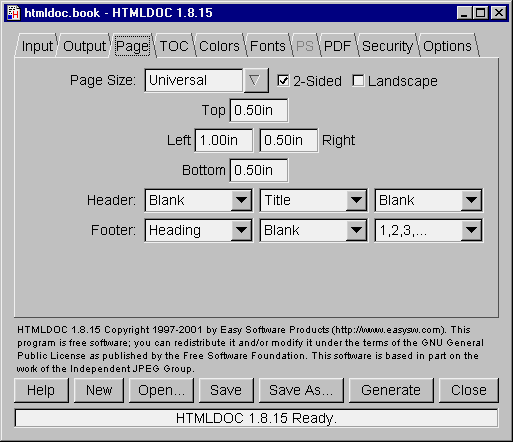 htmldoc.book - HTMLDOC 1.8.15
Input Output Page TOC Colors Fonts PS PDF Security Options
Page Size: Universal 2-Sided Landscape
Top 0.50in
Left 1.00in 0.50in Right
Bottom 0.50in
Header: Blank Title Blank
Footer: Heading Blank 1,2,3,...
HTMLDOC 1.8.15 Copyright 1997-2001 by Easy Software Products (http://www.easysw.com). This
program is free software; you can redistribute it and/or modify it under the terms of the GNU General
Public License as published by the Free Software Foundation. This software is based in part on the
work of the Independent JPEG Group.
Help New Open... Save Save As... Generate Close
HTMLDOC 1.8.15 Ready.